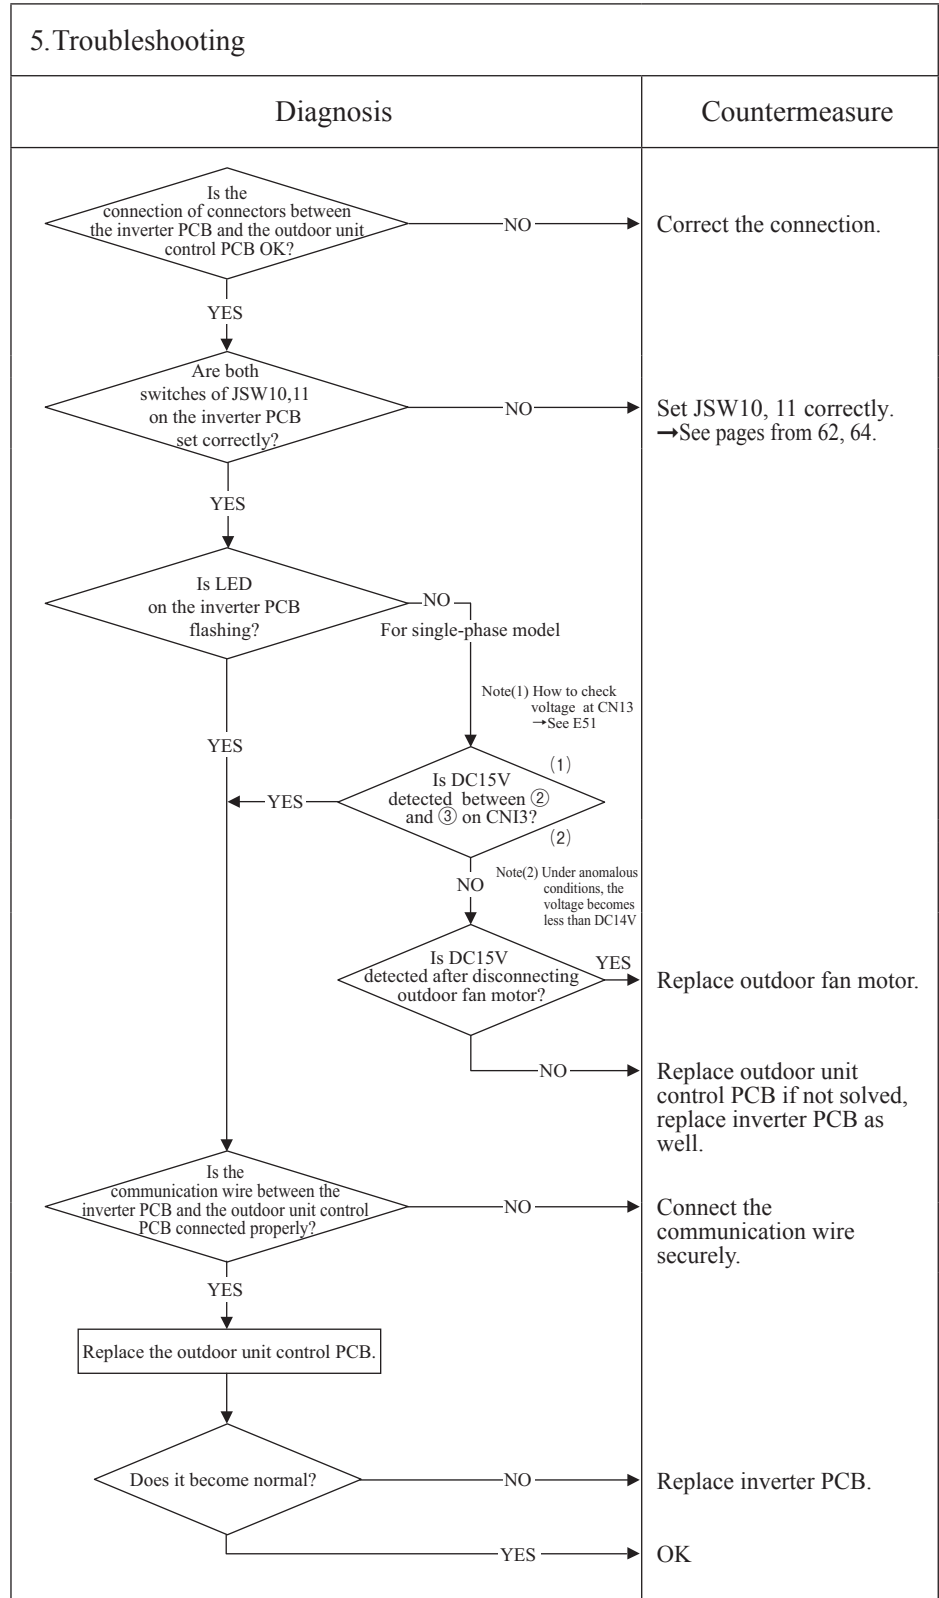 5.Troubleshooting
Diagnosis
Countermeasure
Is the
connection of connectors between
the inverter PCB and the outdoor unit
control PCB OK?
NO
Correct the connection.
YES
Are both
switches of JSW10,11
on the inverter PCB
set correctly?
NO
Set JSW10, 11 correctly.
→See pages from 62, 64.
YES
Is LED
on the inverter PCB
flashing?
NO
For single-phase model
Note(1) How to check
voltage at CN13
→See E51
YES
(1)
Is DC15V
detected between ②
and ③ on CNI3?
(2)
YES
NO
Note(2) Under anomalous
conditions, the
voltage becomes
less than DC14V
Is DC15V
detected after disconnecting
outdoor fan motor?
YES
Replace outdoor fan motor.
NO
Replace outdoor unit
control PCB if not solved,
replace inverter PCB as
well.
Is the
communication wire between the
inverter PCB and the outdoor unit control
PCB connected properly?
NO
Connect the
communication wire
securely.
YES
Replace the outdoor unit control PCB.
Does it become normal?
NO
Replace inverter PCB.
YES
OK